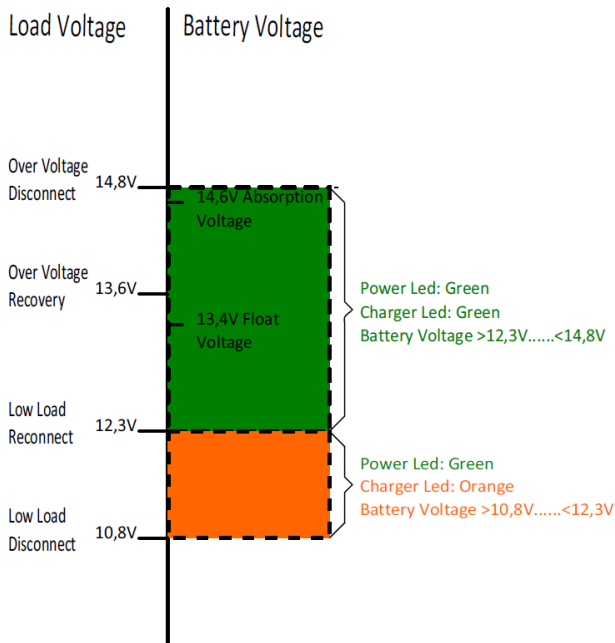 Load Voltage
Battery Voltage
Over Voltage
Disconnect
14,8V
14,6V Absorption
Voltage
Over Voltage
Recovery
13,6V
Power Led: Green
Charger Led: Green
Battery Voltage >12,3V......<14,8V
13,4V Float
Voltage
Low Load
Reconnect
12,3V
Power Led: Green
Charger Led: Orange
Battery Voltage >10,8V......<12,3V
Low Load
Disconnect
10,8V